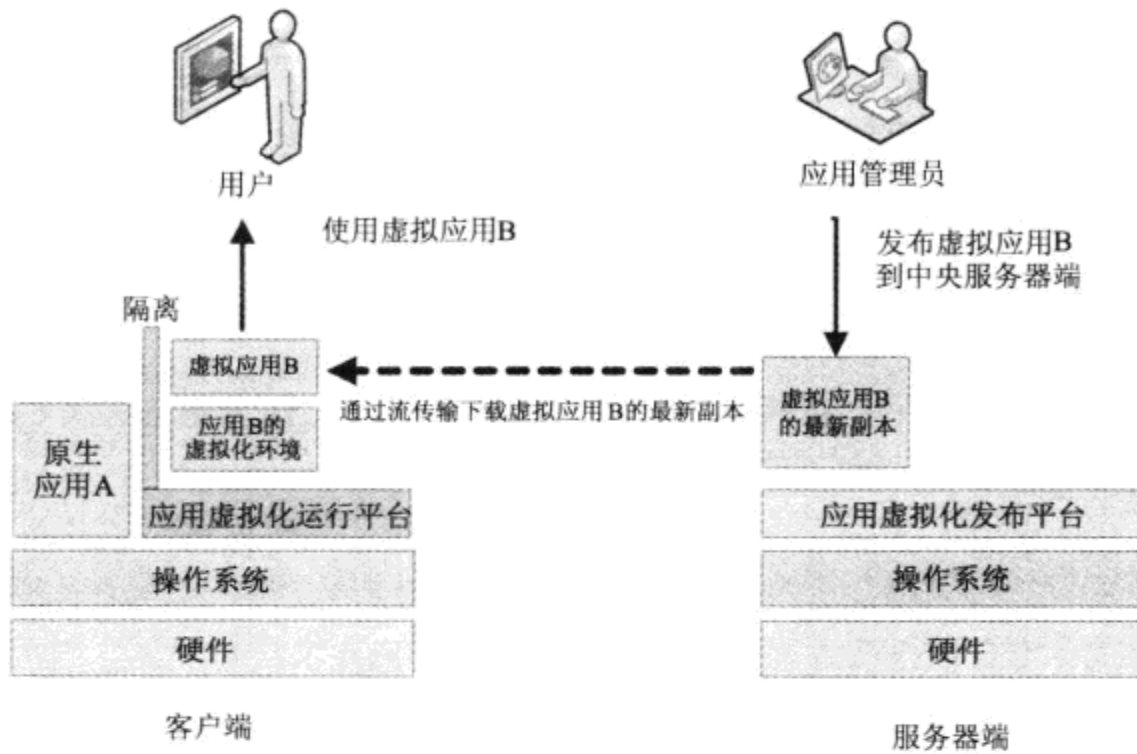 用户
应用管理员
使用虚拟应用B
发布虚拟应用B
到中央服务器端
隔离
虚拟应用B
通过流传输下载虚拟应用B的最新副本
虚拟应用B
的最新副本
应用B的
虚拟化环境
原生
应用A
应用虚拟化运行平台
应用虚拟化发布平台
操作系统
操作系统
硬件
硬件
客户端
服务器端